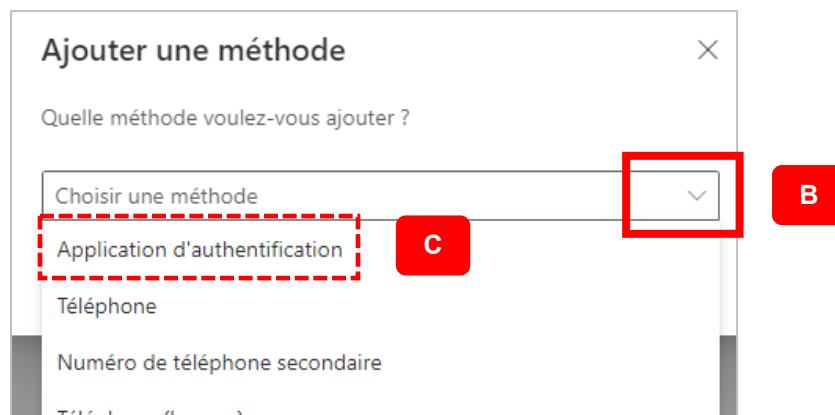 Ajouter une méthode
Quelle méthode voulez-vous ajouter ?
Choisir une méthode
B
Application d'authentification
C
Téléphone
Numéro de téléphone secondaire